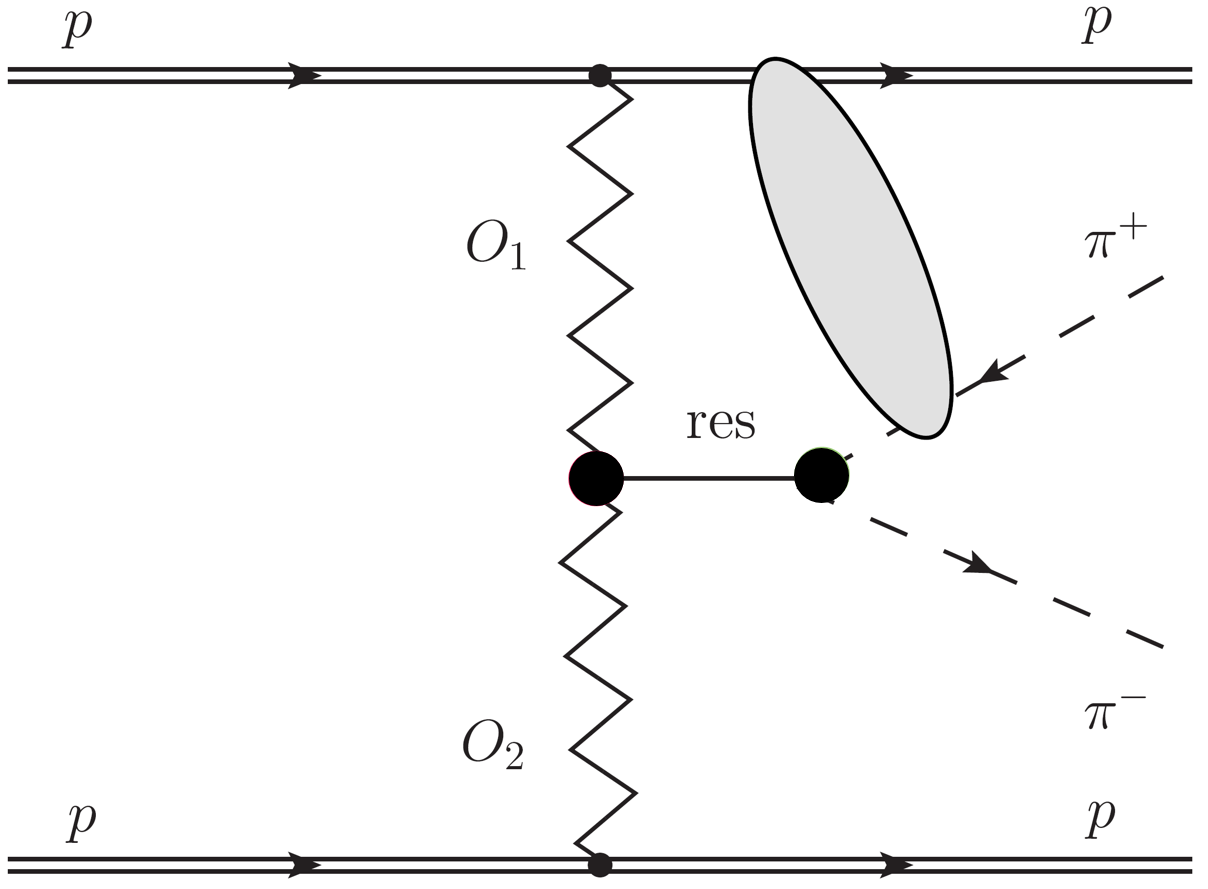 p p
O₁ π⁺
res
O₂ π⁻
p p